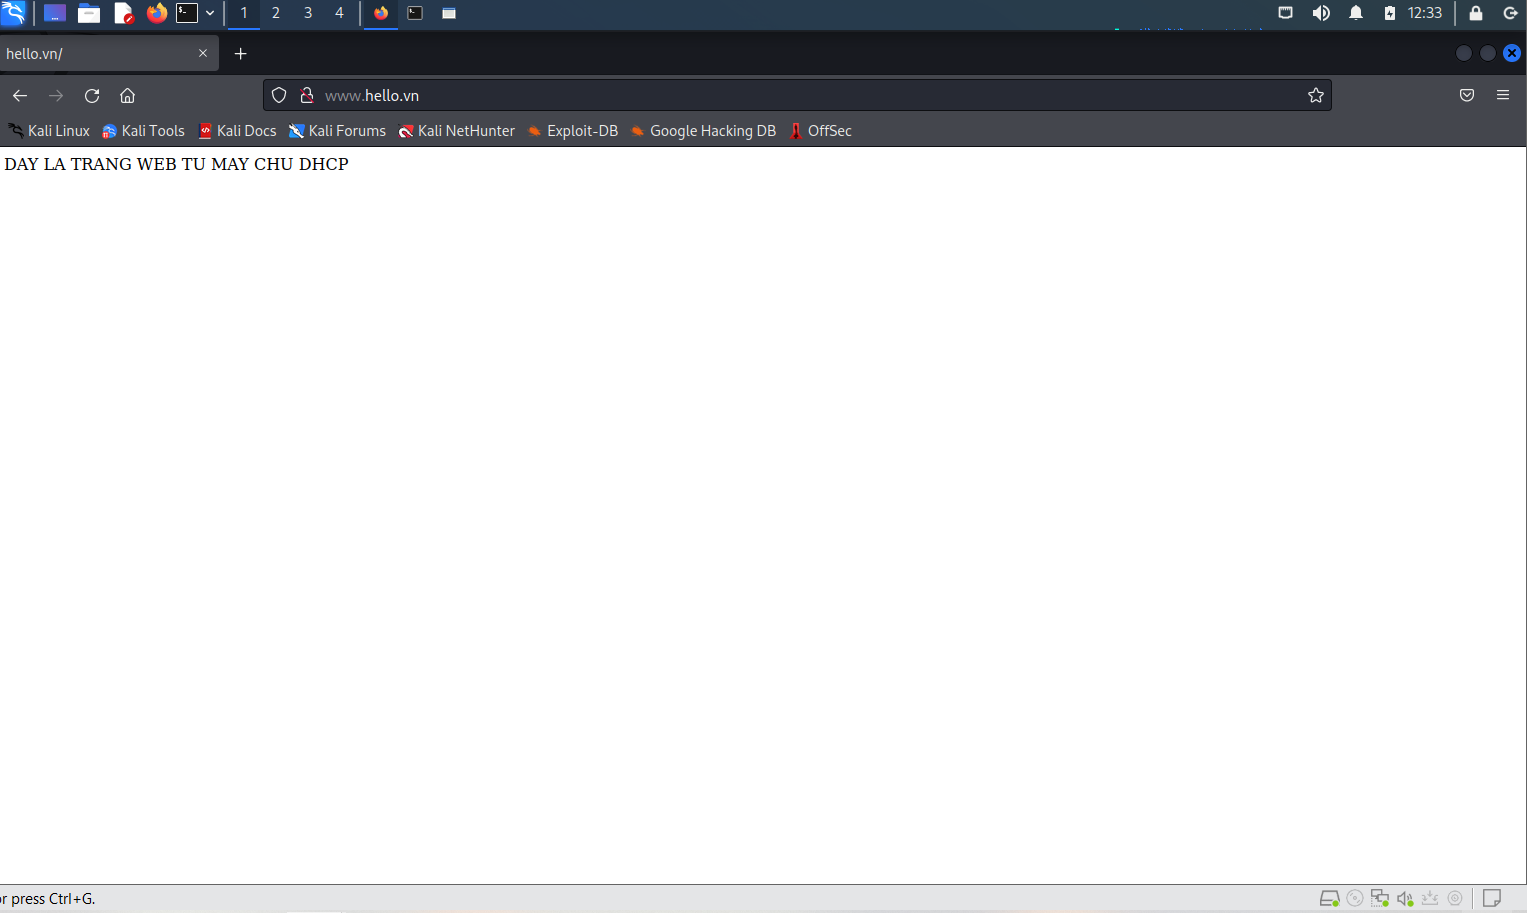 1 2 3 4 12:33
hello.vn/
www.hello.vn
Kali Linux Kali Tools Kali Docs Kali Forums Kali NetHunter Exploit-DB Google Hacking DB OffSec
DAY LA TRANG WEB TU MAY CHU DHCP
or press Ctrl+G.